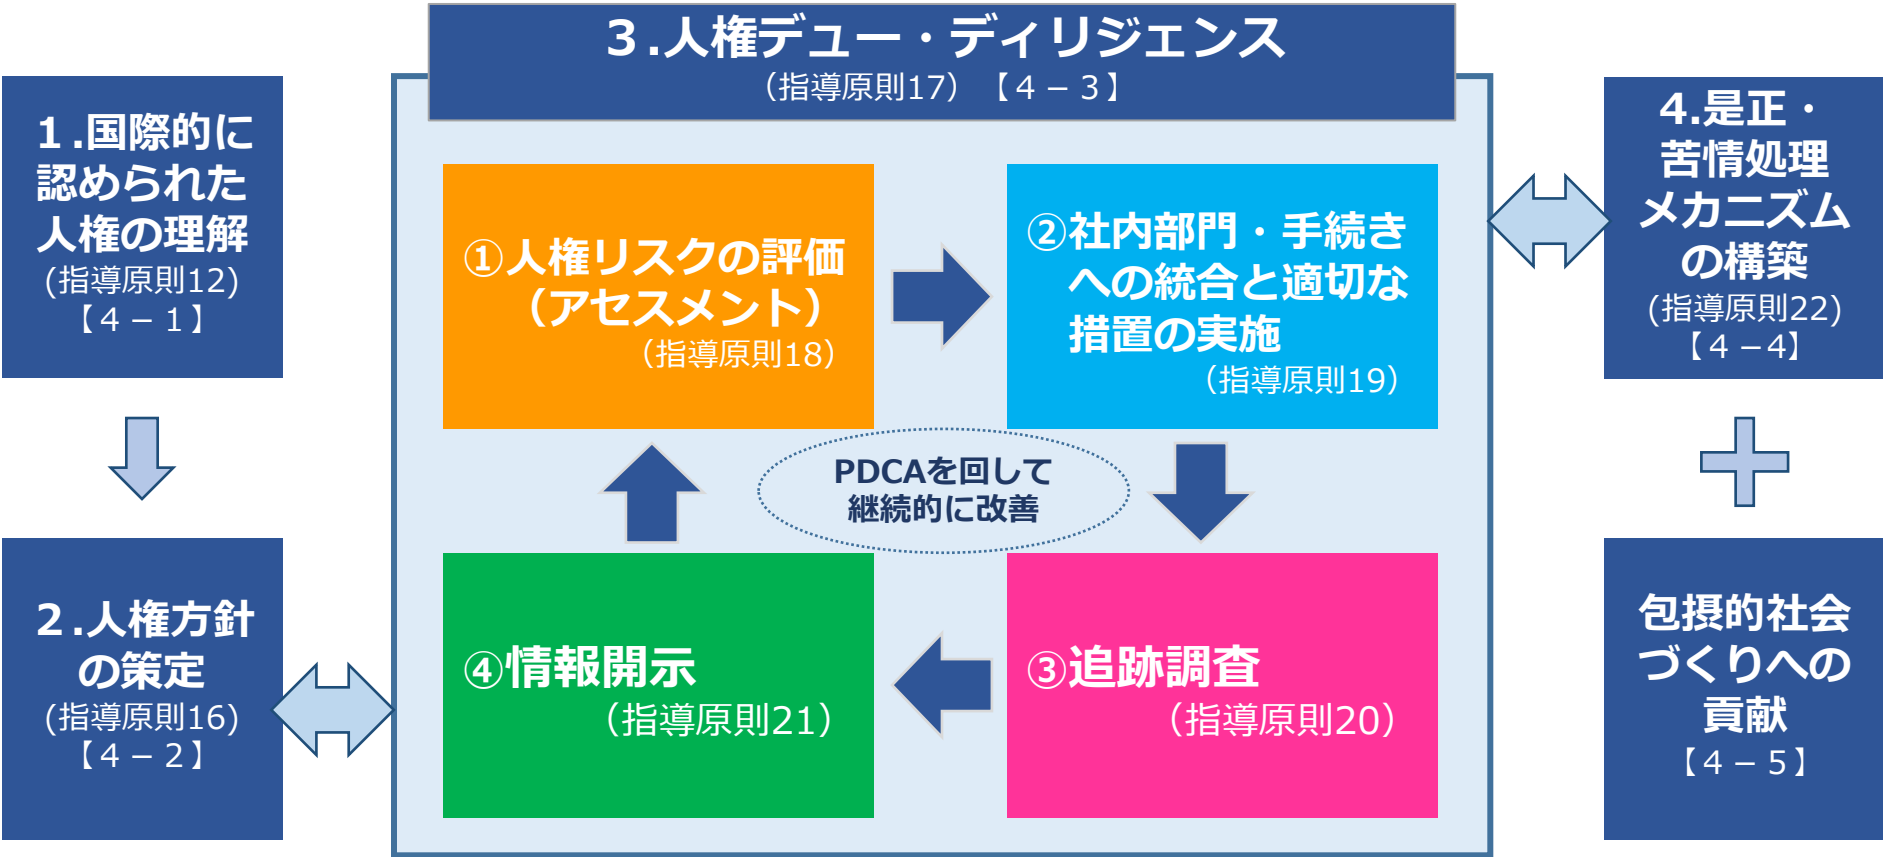 ３.人権デュー・ディリジェンス
（指導原則17）【４－３】
１.国際的に
認められた
人権の理解
(指導原則12)
【４－１】
２.人権方針
の策定
(指導原則16)
【４－２】
①人権リスクの評価
（アセスメント）
（指導原則18）
②社内部門・手続き
への統合と適切な
措置の実施
（指導原則19）
PDCAを回して
継続的に改善
④情報開示
（指導原則21）
③追跡調査
（指導原則20）
４.是正・
苦情処理
メカニズム
の構築
(指導原則22)
【４－4】
包摂的社会
づくりへの
貢献
【４－５】